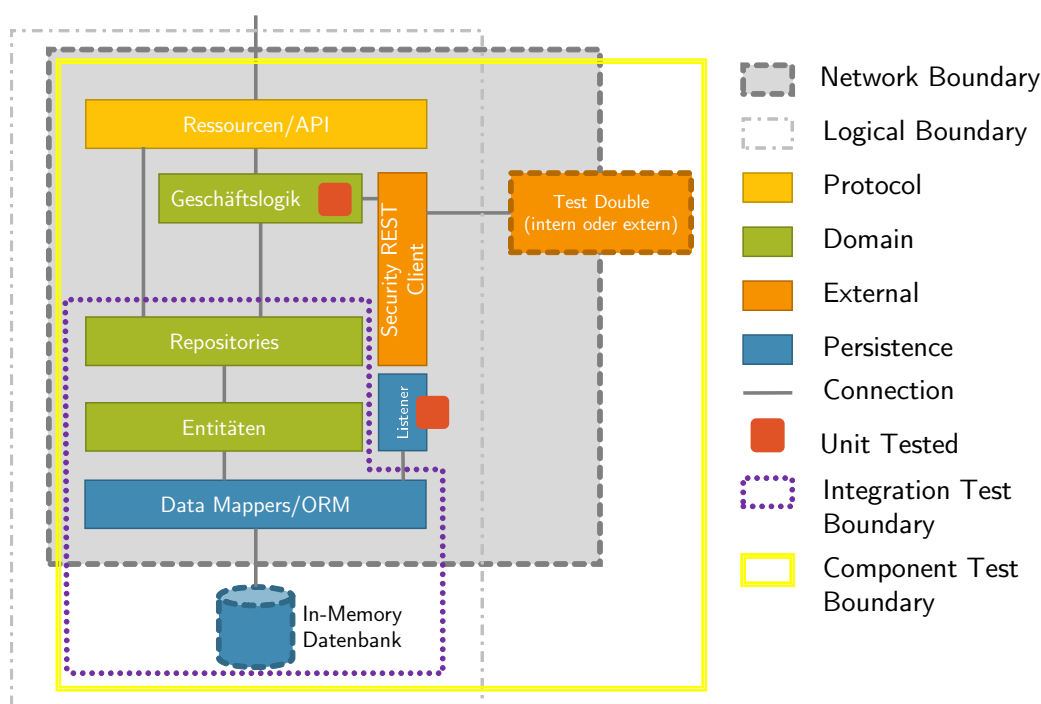 Ressourcen/API
Geschäftslogik
Security REST
Client
Test Double
(intern oder extern)
Repositories
Listener
Entitäten
Data Mappers/ORM
In-Memory
Datenbank
Network Boundary
Logical Boundary
Protocol
Domain
External
Persistence
Connection
Unit Tested
Integration Test
Boundary
Component Test
Boundary